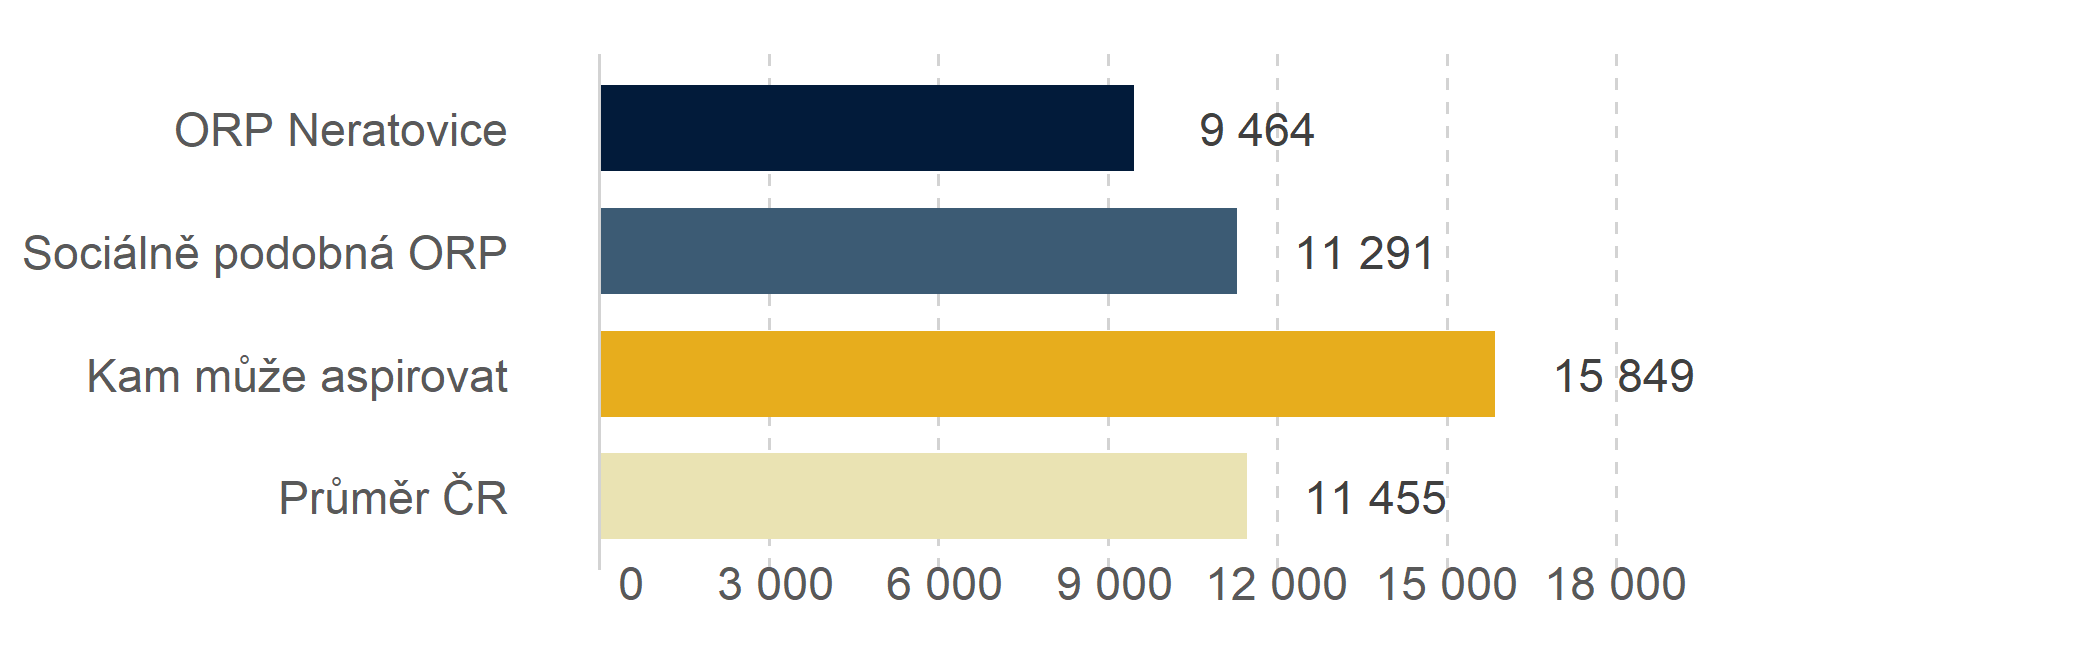 ORP Neratovice
9 464
Sociálně podobná ORP
11 291
Kam může aspirovat
15 849
Průměr ČR
11 455
0 3 000 6 000 9 000 12 000 15 000 18 000